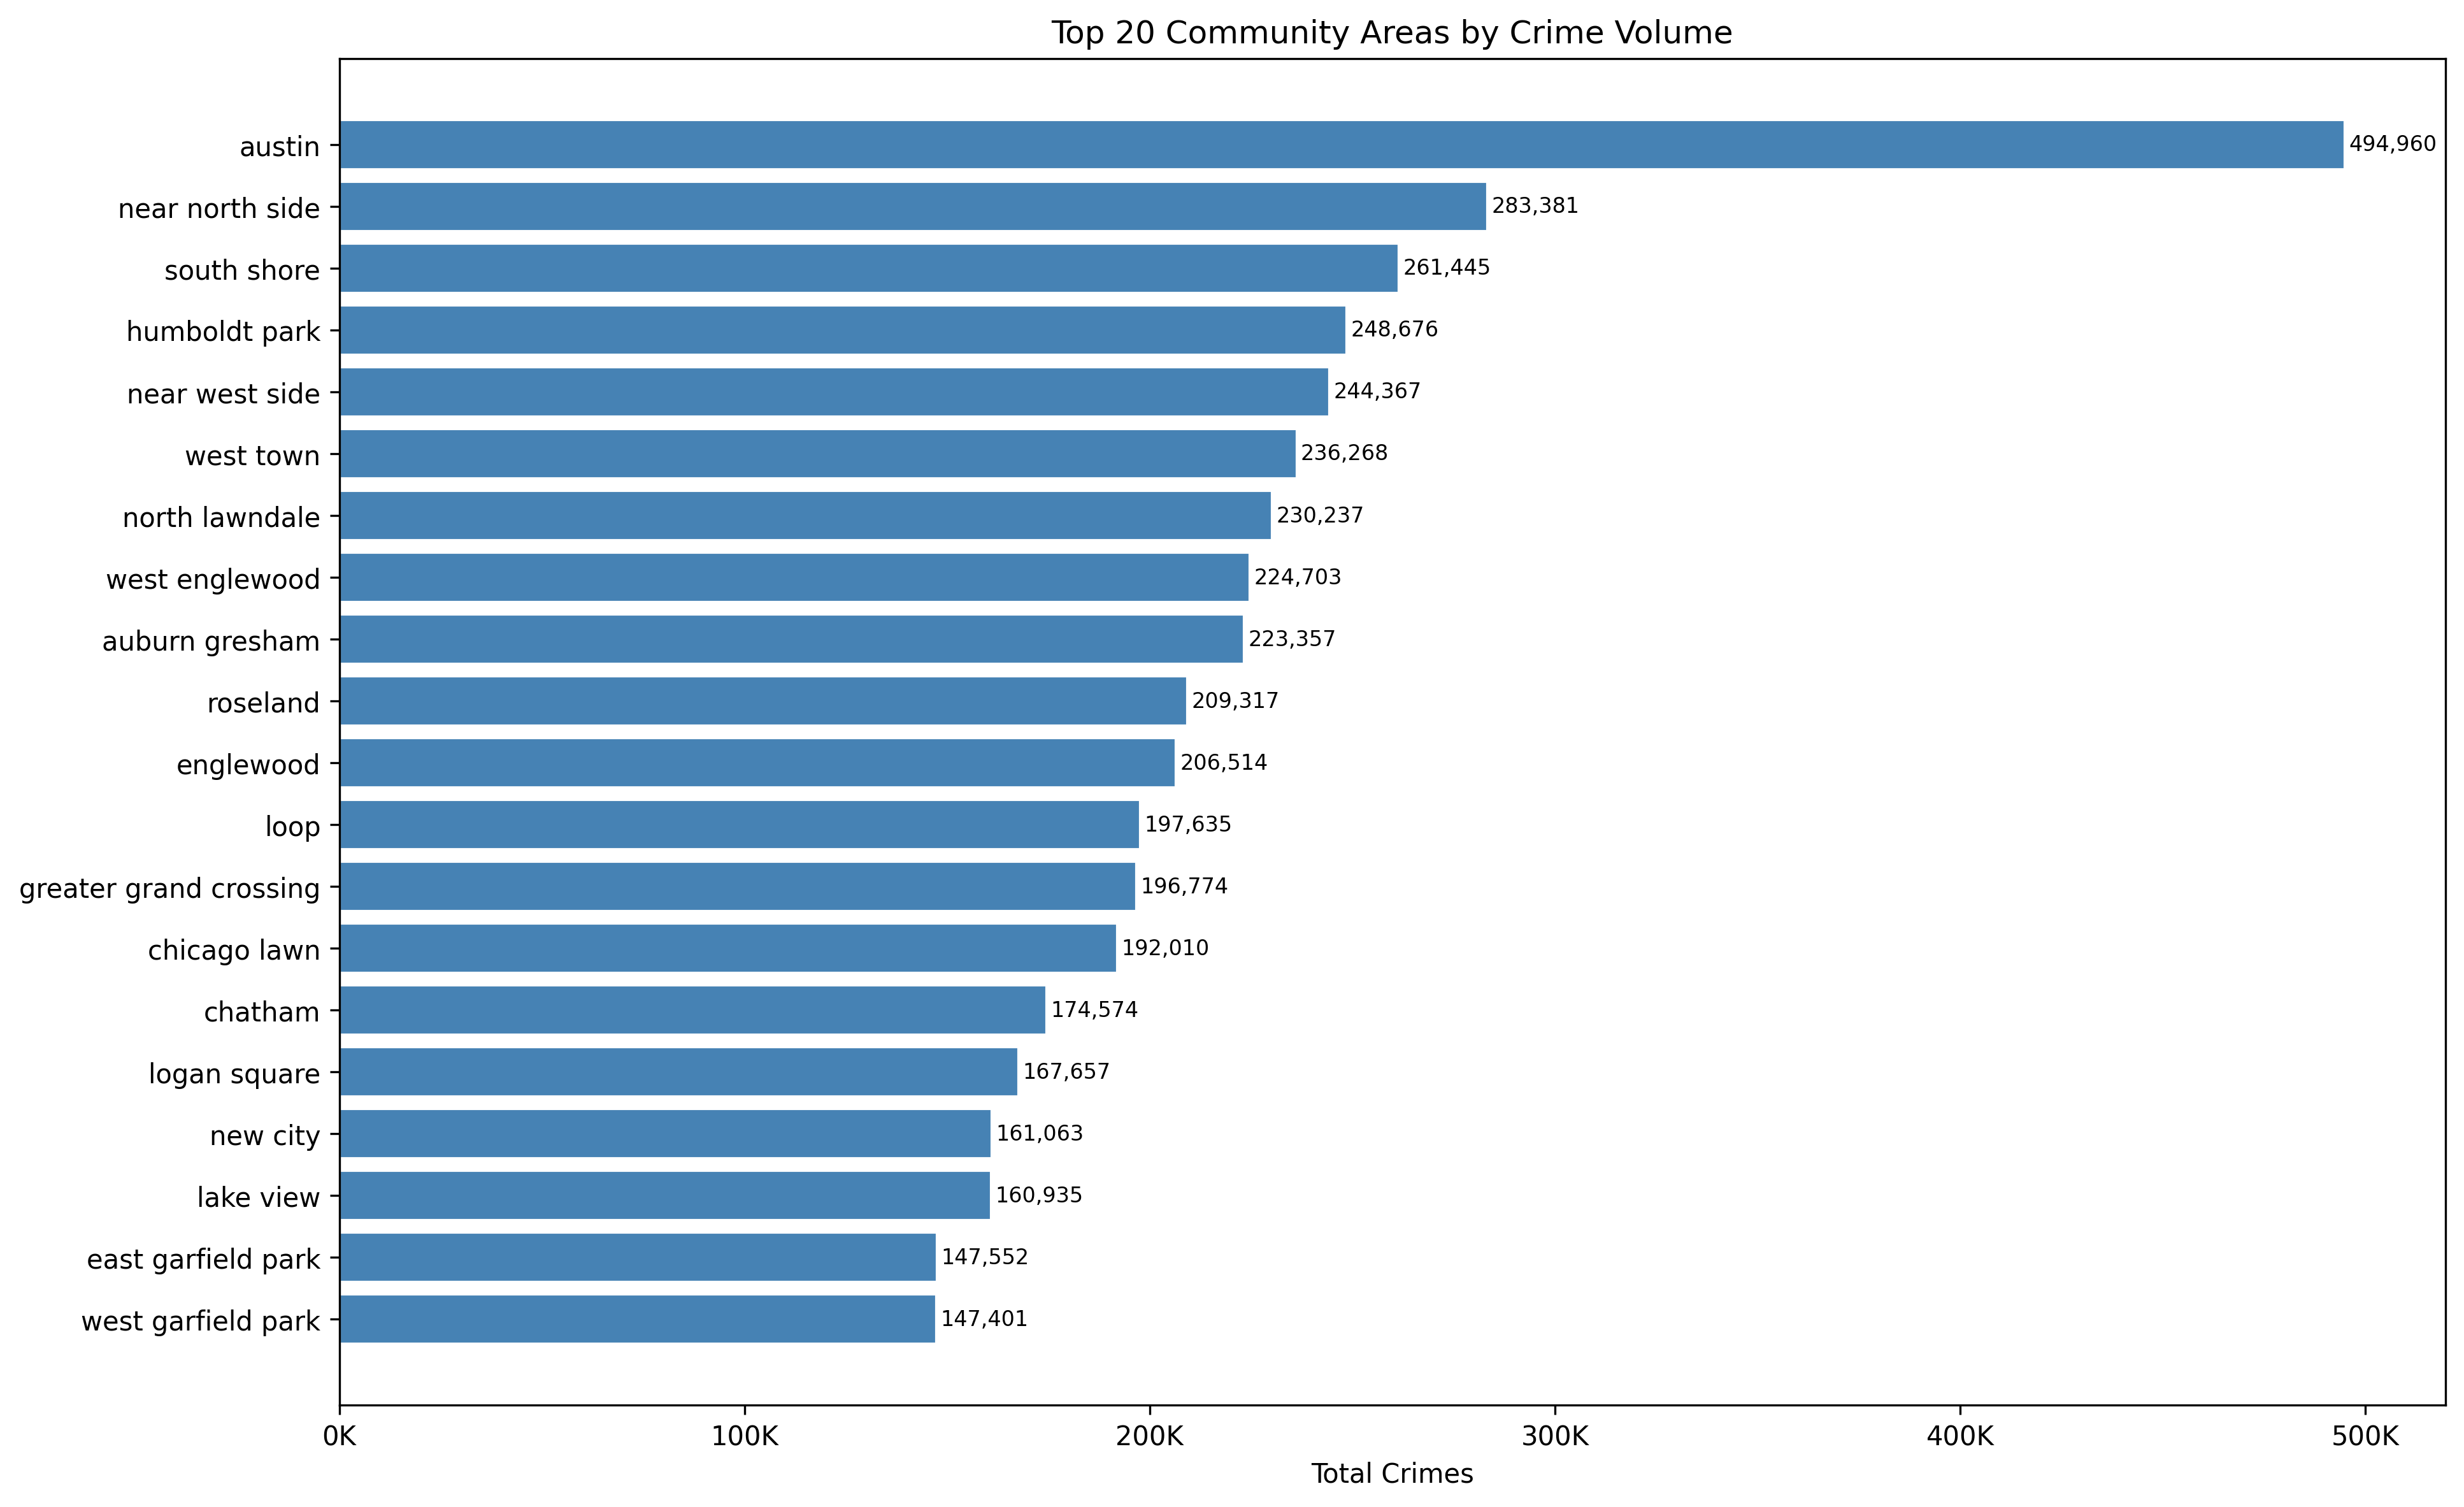 Top 20 Community Areas by Crime Volume
austin 494,960
near north side 283,381
south shore 261,445
humboldt park 248,676
near west side 244,367
west town 236,268
north lawndale 230,237
west englewood 224,703
auburn gresham 223,357
roseland 209,317
englewood 206,514
loop 197,635
greater grand crossing 196,774
chicago lawn 192,010
chatham 174,574
logan square 167,657
new city 161,063
lake view 160,935
east garfield park 147,552
west garfield park 147,401
0K 100K 200K 300K 400K 500K
Total Crimes